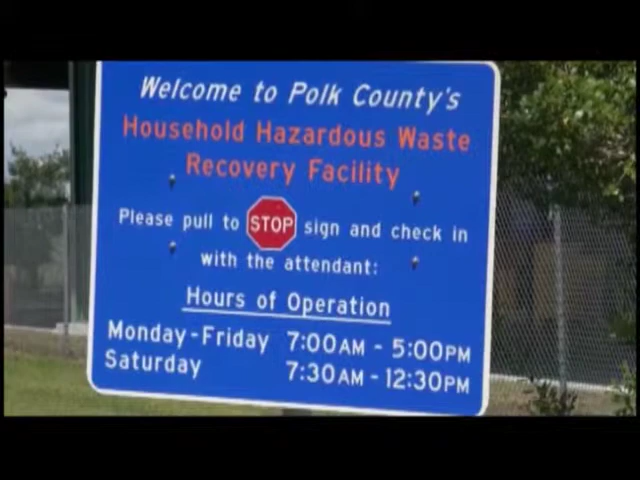 Welcome to Polk County's
Household Hazardous Waste
Recovery Facility
Please pull to STOP sign and check in
with the attendant:
Hours of Operation
Monday-Friday 7:00AM - 5:00PM
Saturday 7:30AM - 12:30PM